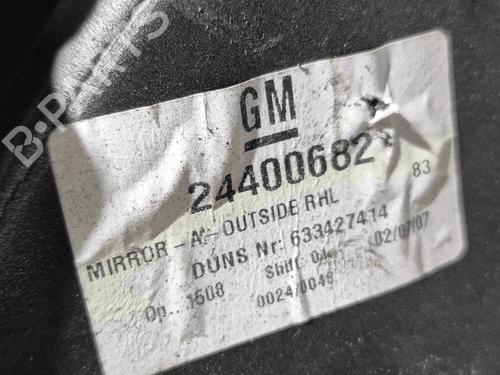 B-PARTS
GM
24400682
83
MIRROR-A-OUTSIDE RHL
DUNS Nr: 633427414
Op.. 1508 Shift: 02/07/07
0024/0048